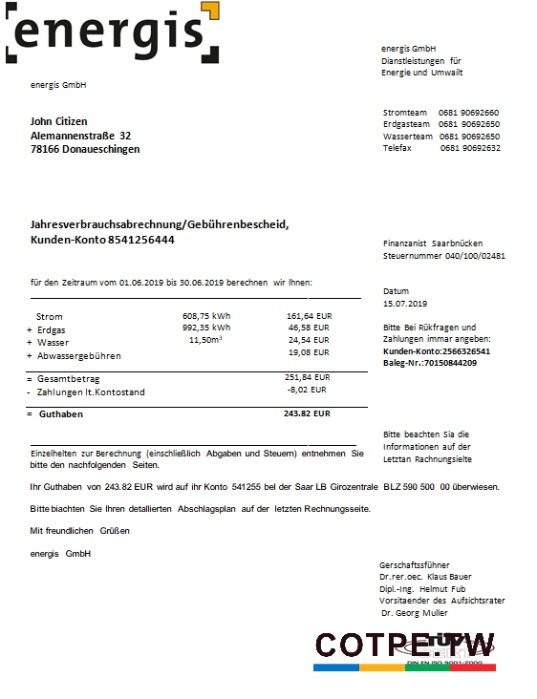 energis
energis GmbH
Dianstleistungen für
Energie und Umwailt
energis GmbH
John Citizen
Alemannenstraße 32
78166 Donaueschingen
Stromteam 0681 90692660
Erdgasteam 0681 90692650
Wasserteam 0681 90692650
Telefax 0681 90692632
Jahresverbrauchsabrechnung/Gebührenbescheid,
Kunden-Konto 8541256444
Finanzanist Saarbnücken
Steuernummer 040/100/02481
für den Zeitraum vom 01.06.2019 bis 30.06.2019 berechnen wir Ihnen:
Datum
15.07.2019
Strom 608,75 kWh 161,64 EUR
+ Erdgas 992,35 kWh 46,58 EUR
+ Wasser 11,50m³ 24,54 EUR
+ Abwassergebühren 19,08 EUR
Bitte Bei Rükfragen und
Zahlungen immar angeben:
Kunden-Konto:2566326541
Baleg-Nr.:70150844209
= Gesamtbetrag 251,84 EUR
- Zahlungen lt.Kontostand -8,02 EUR
= Guthaben 243.82 EUR
Bitte beachten Sia die
Informationen auf der
Letztan Rachnungsielte
Einzelheiten zur Berechnung (einschließlich Abgaben und Steuern) entnehmen Sie
bitte den nachfolgenden Seiten.
Ihr Guthaben von 243.82 EUR wird auf ihr Konto 541255 bel der Saar LB Girozentrale BLZ 590 500 00 überwiesen.
Bitte biachten Sie Ihren detallierten Abschlagsplan auf der letzten Rechnungsseite.
Mit freundlichen Grüßen
energis GmbH
Gerschaftsführer
Dr.rer.oec. Klaus Bauer
Dipl.-Ing. Helmut Fub
Vorsitaender des Aufsichtsrater
Dr. Georg Muller
COTPE.TW
DIN EN ISO 9001:2000